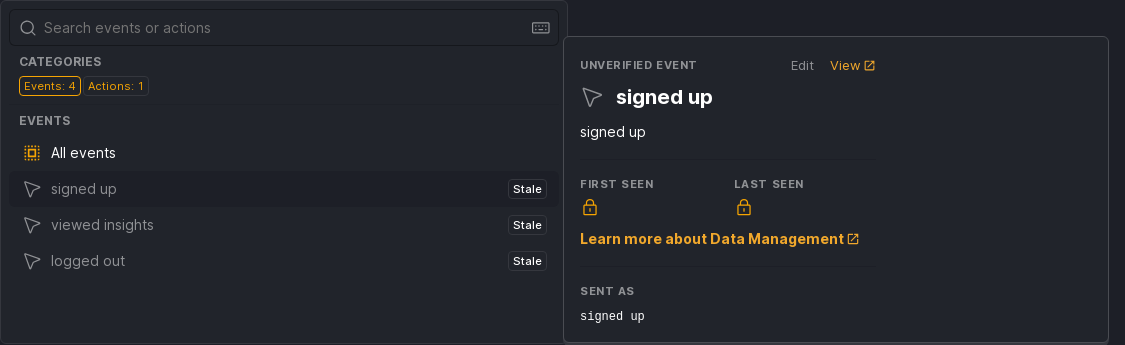 Search events or actions
CATEGORIES
Events: 4 Actions: 1
EVENTS
All events
signed up Stale
viewed insights Stale
logged out Stale
UNVERIFIED EVENT Edit View
signed up
signed up
FIRST SEEN LAST SEEN
Learn more about Data Management
SENT AS
signed up